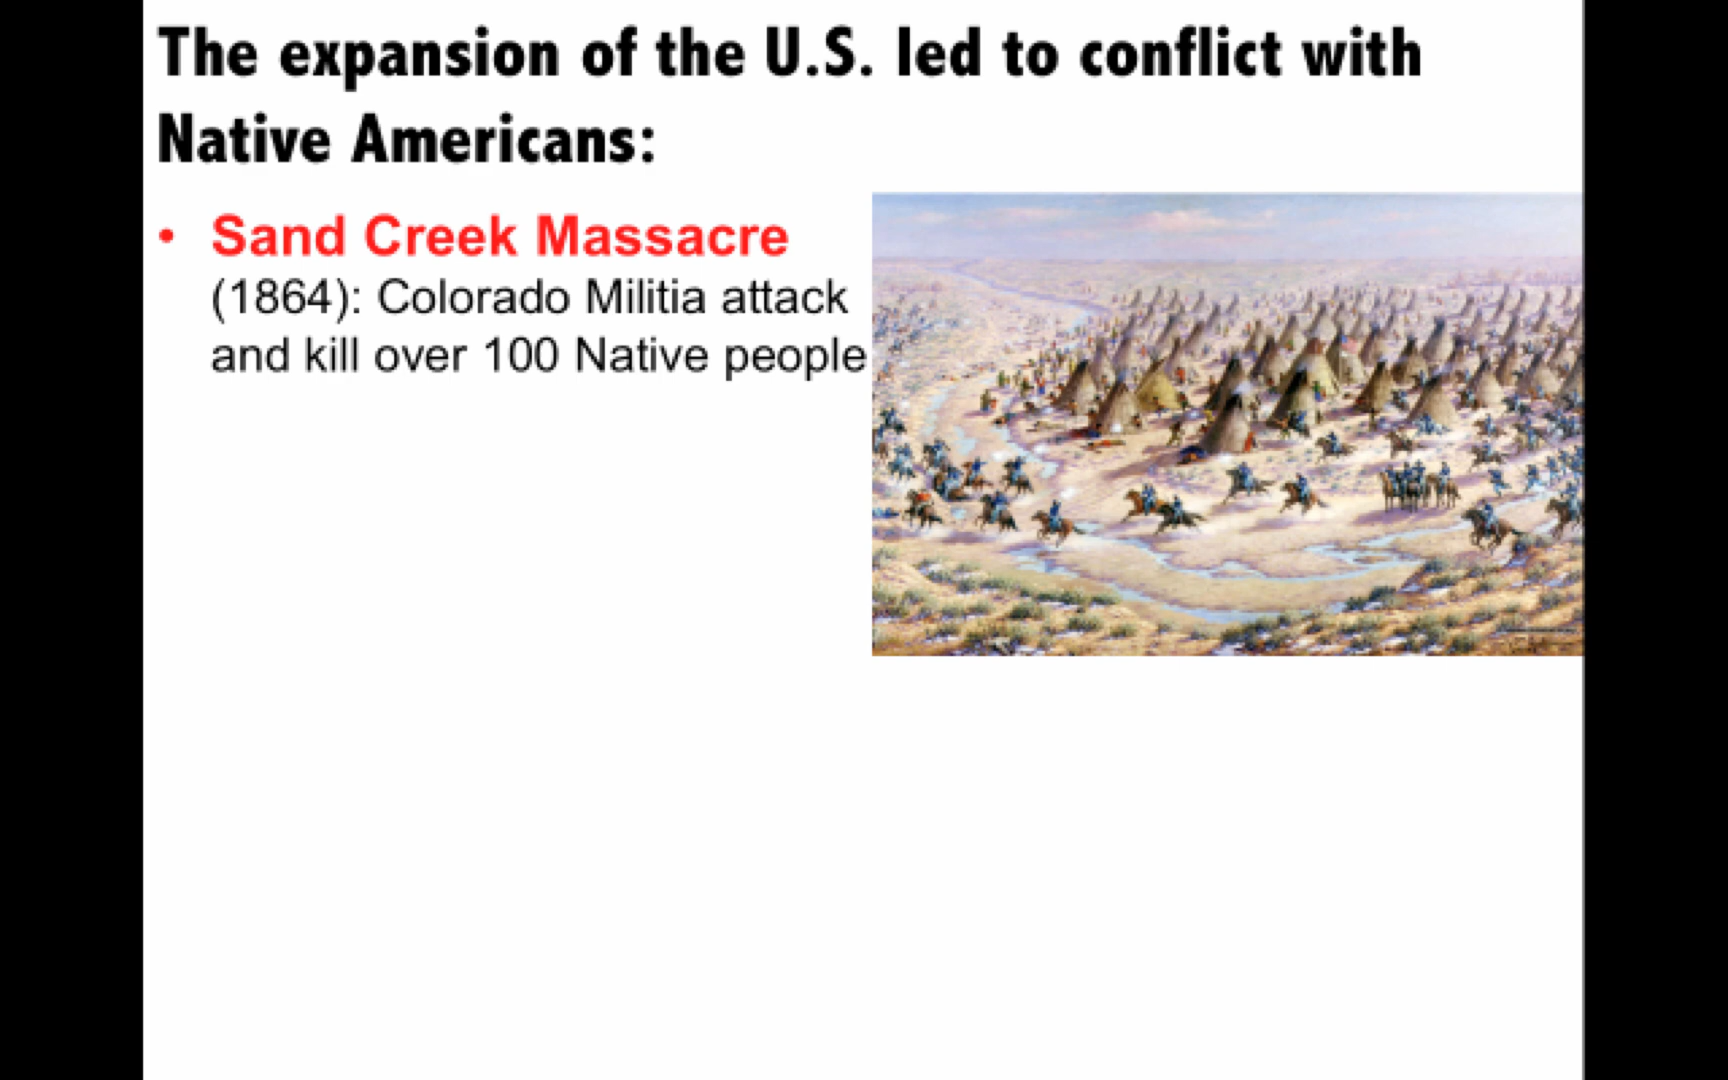 The expansion of the U.S. led to conflict with
Native Americans:
• Sand Creek Massacre
(1864): Colorado Militia attack
and kill over 100 Native people